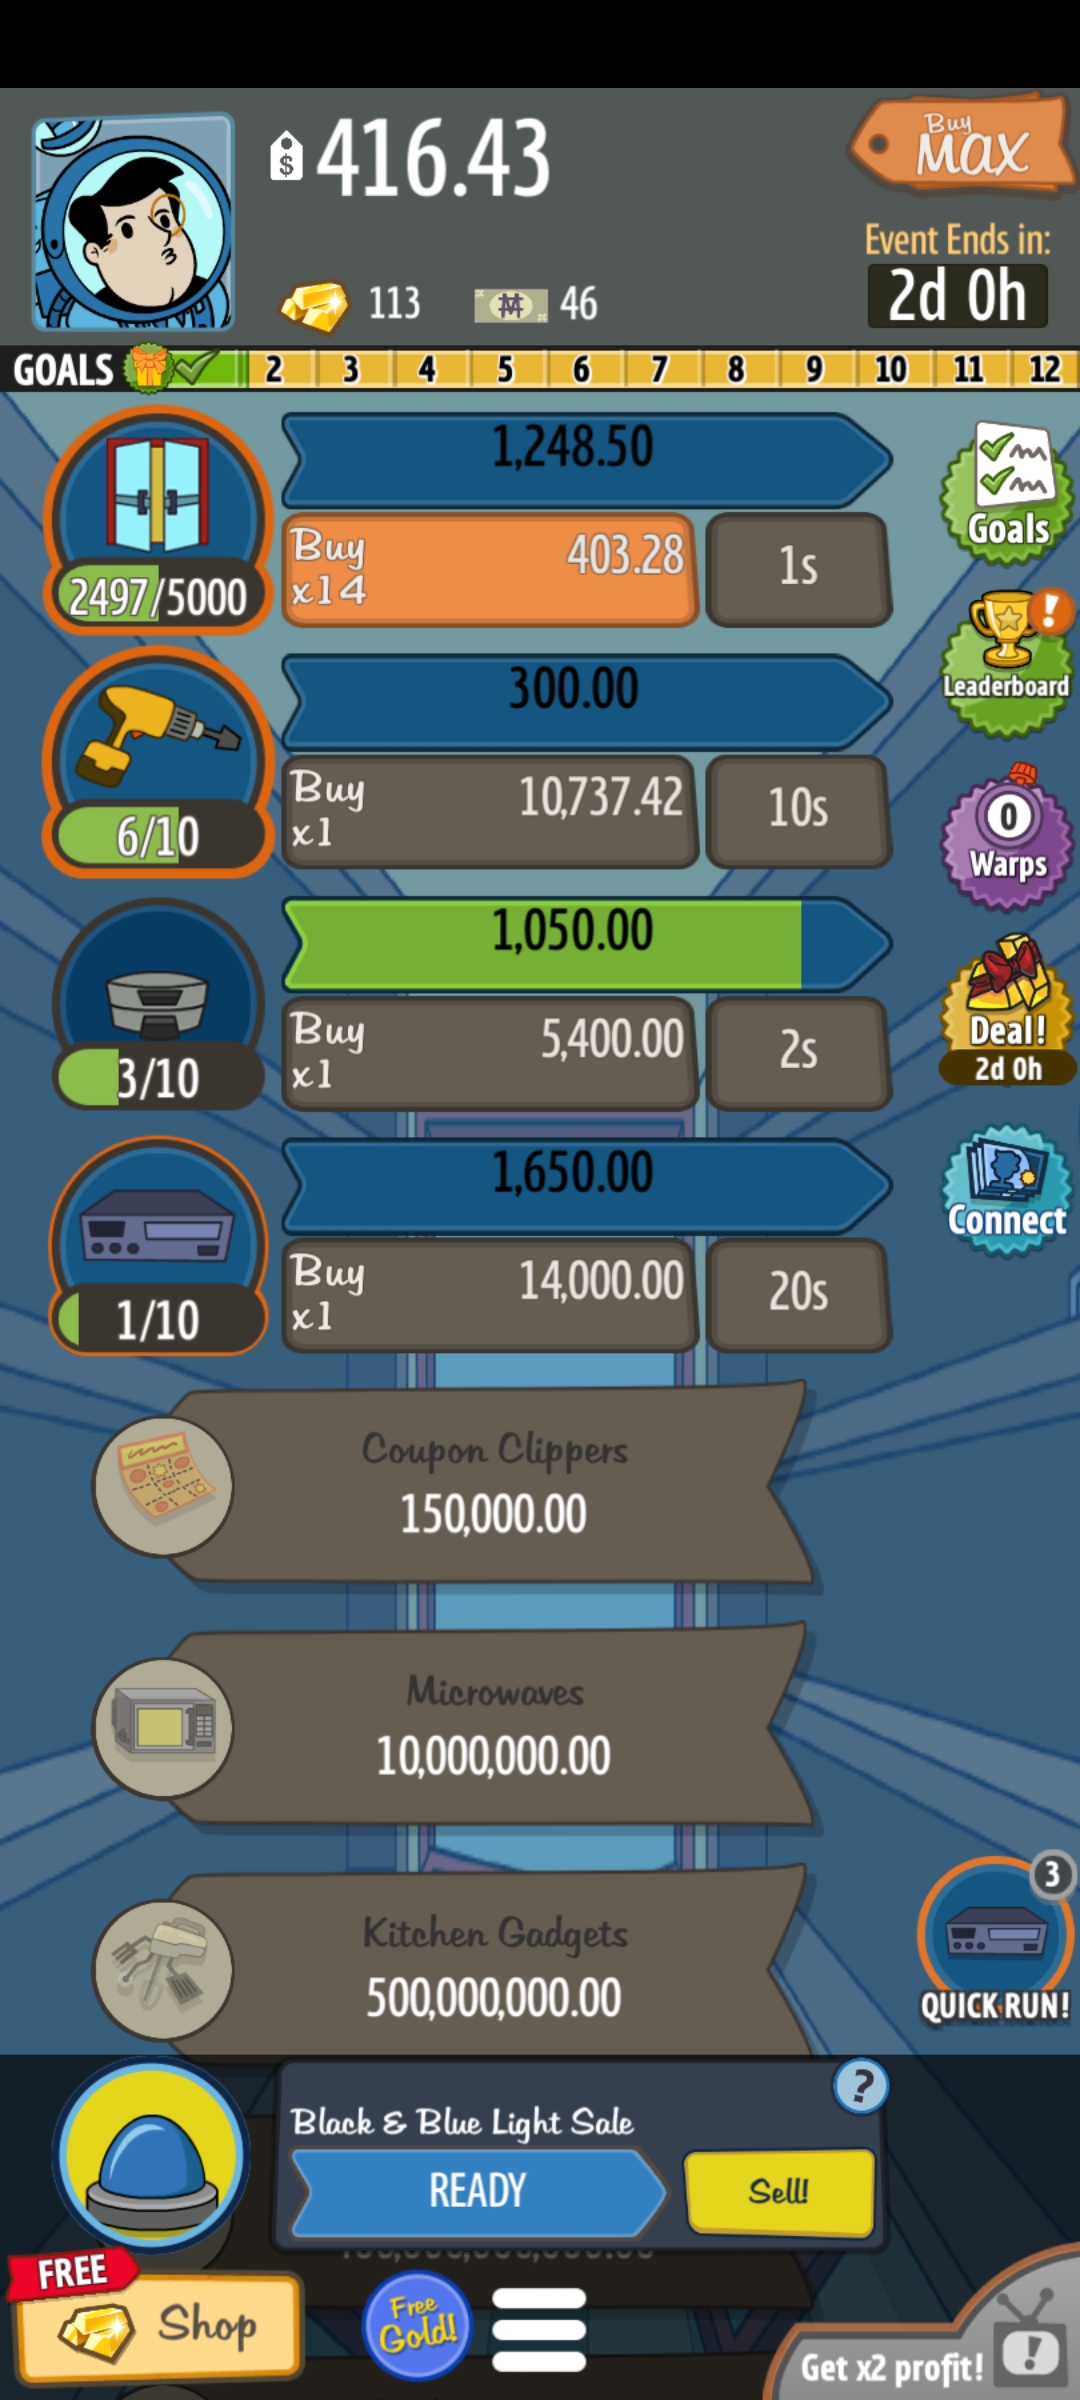 416.43
Buy
MAX
113
46
Event Ends in:
2d 0h
GOALS 2 3 4 5 6 7 8 9 10 11 12
1,248.50
2497/5000
Buy
x14
403.28
1s
Goals
300.00
6/10
Buy
x1
10,737.42
10s
!
Leaderboard
0
Warps
1,050.00
3/10
Buy
x1
5,400.00
2s
Deal!
2d 0h
1,650.00
1/10
Buy
x1
14,000.00
20s
Connect
Coupon Clippers
150,000.00
Microwaves
10,000,000.00
Kitchen Gadgets
500,000,000.00
3
QUICK RUN!
Black & Blue Light Sale
?
READY
Sell!
FREE
Shop
Free
Gold!
Get x2 profit!
!